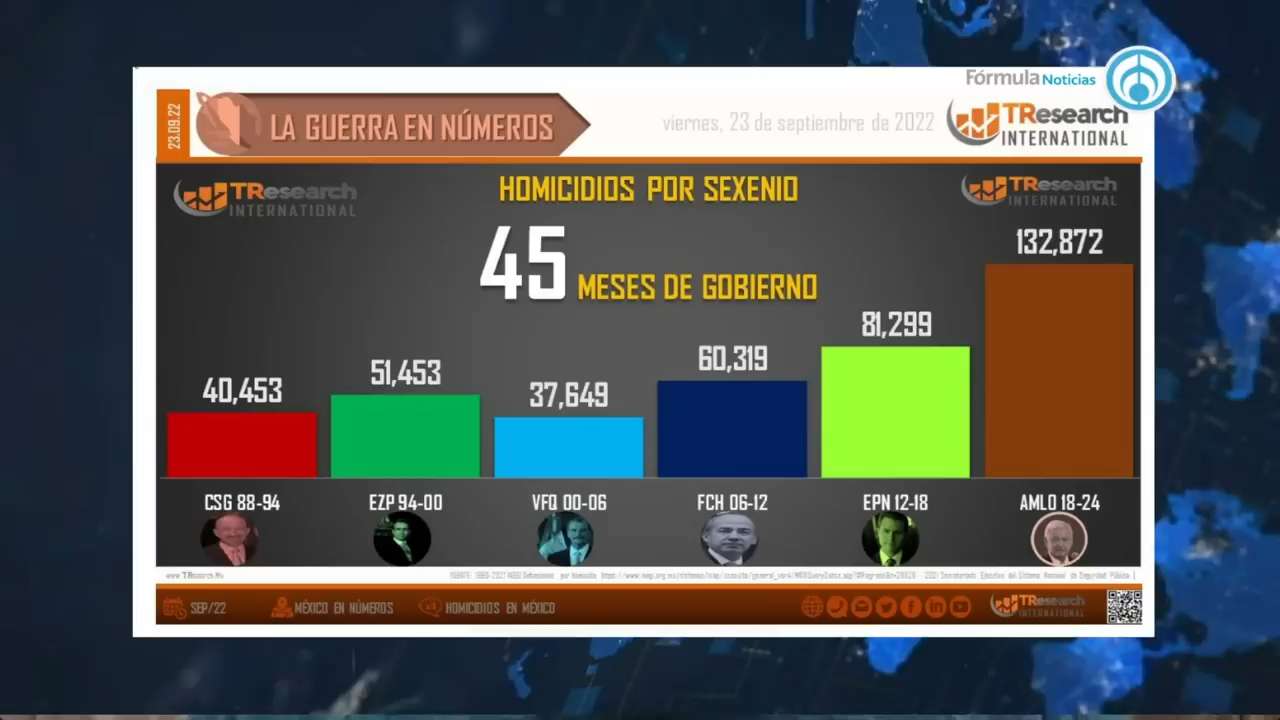 Fórmula Noticias
23.09.22
LA GUERRA EN NÚMEROS
viernes, 23 de septiembre de 2022
TResearch
INTERNATIONAL
TResearch
INTERNATIONAL
HOMICIDIOS POR SEXENIO
TResearch
INTERNATIONAL
45 MESES DE GOBIERNO
40,453
51,453
37,649
60,319
81,299
132,872
CSG 88-94
EZP 94-00
VFQ 00-06
FCH 06-12
EPN 12-18
AMLO 18-24
www.TResearch.Mx
SEP/22
MÉXICO EN NÚMEROS
HOMICIDIOS EN MÉXICO
TResearch
INTERNATIONAL